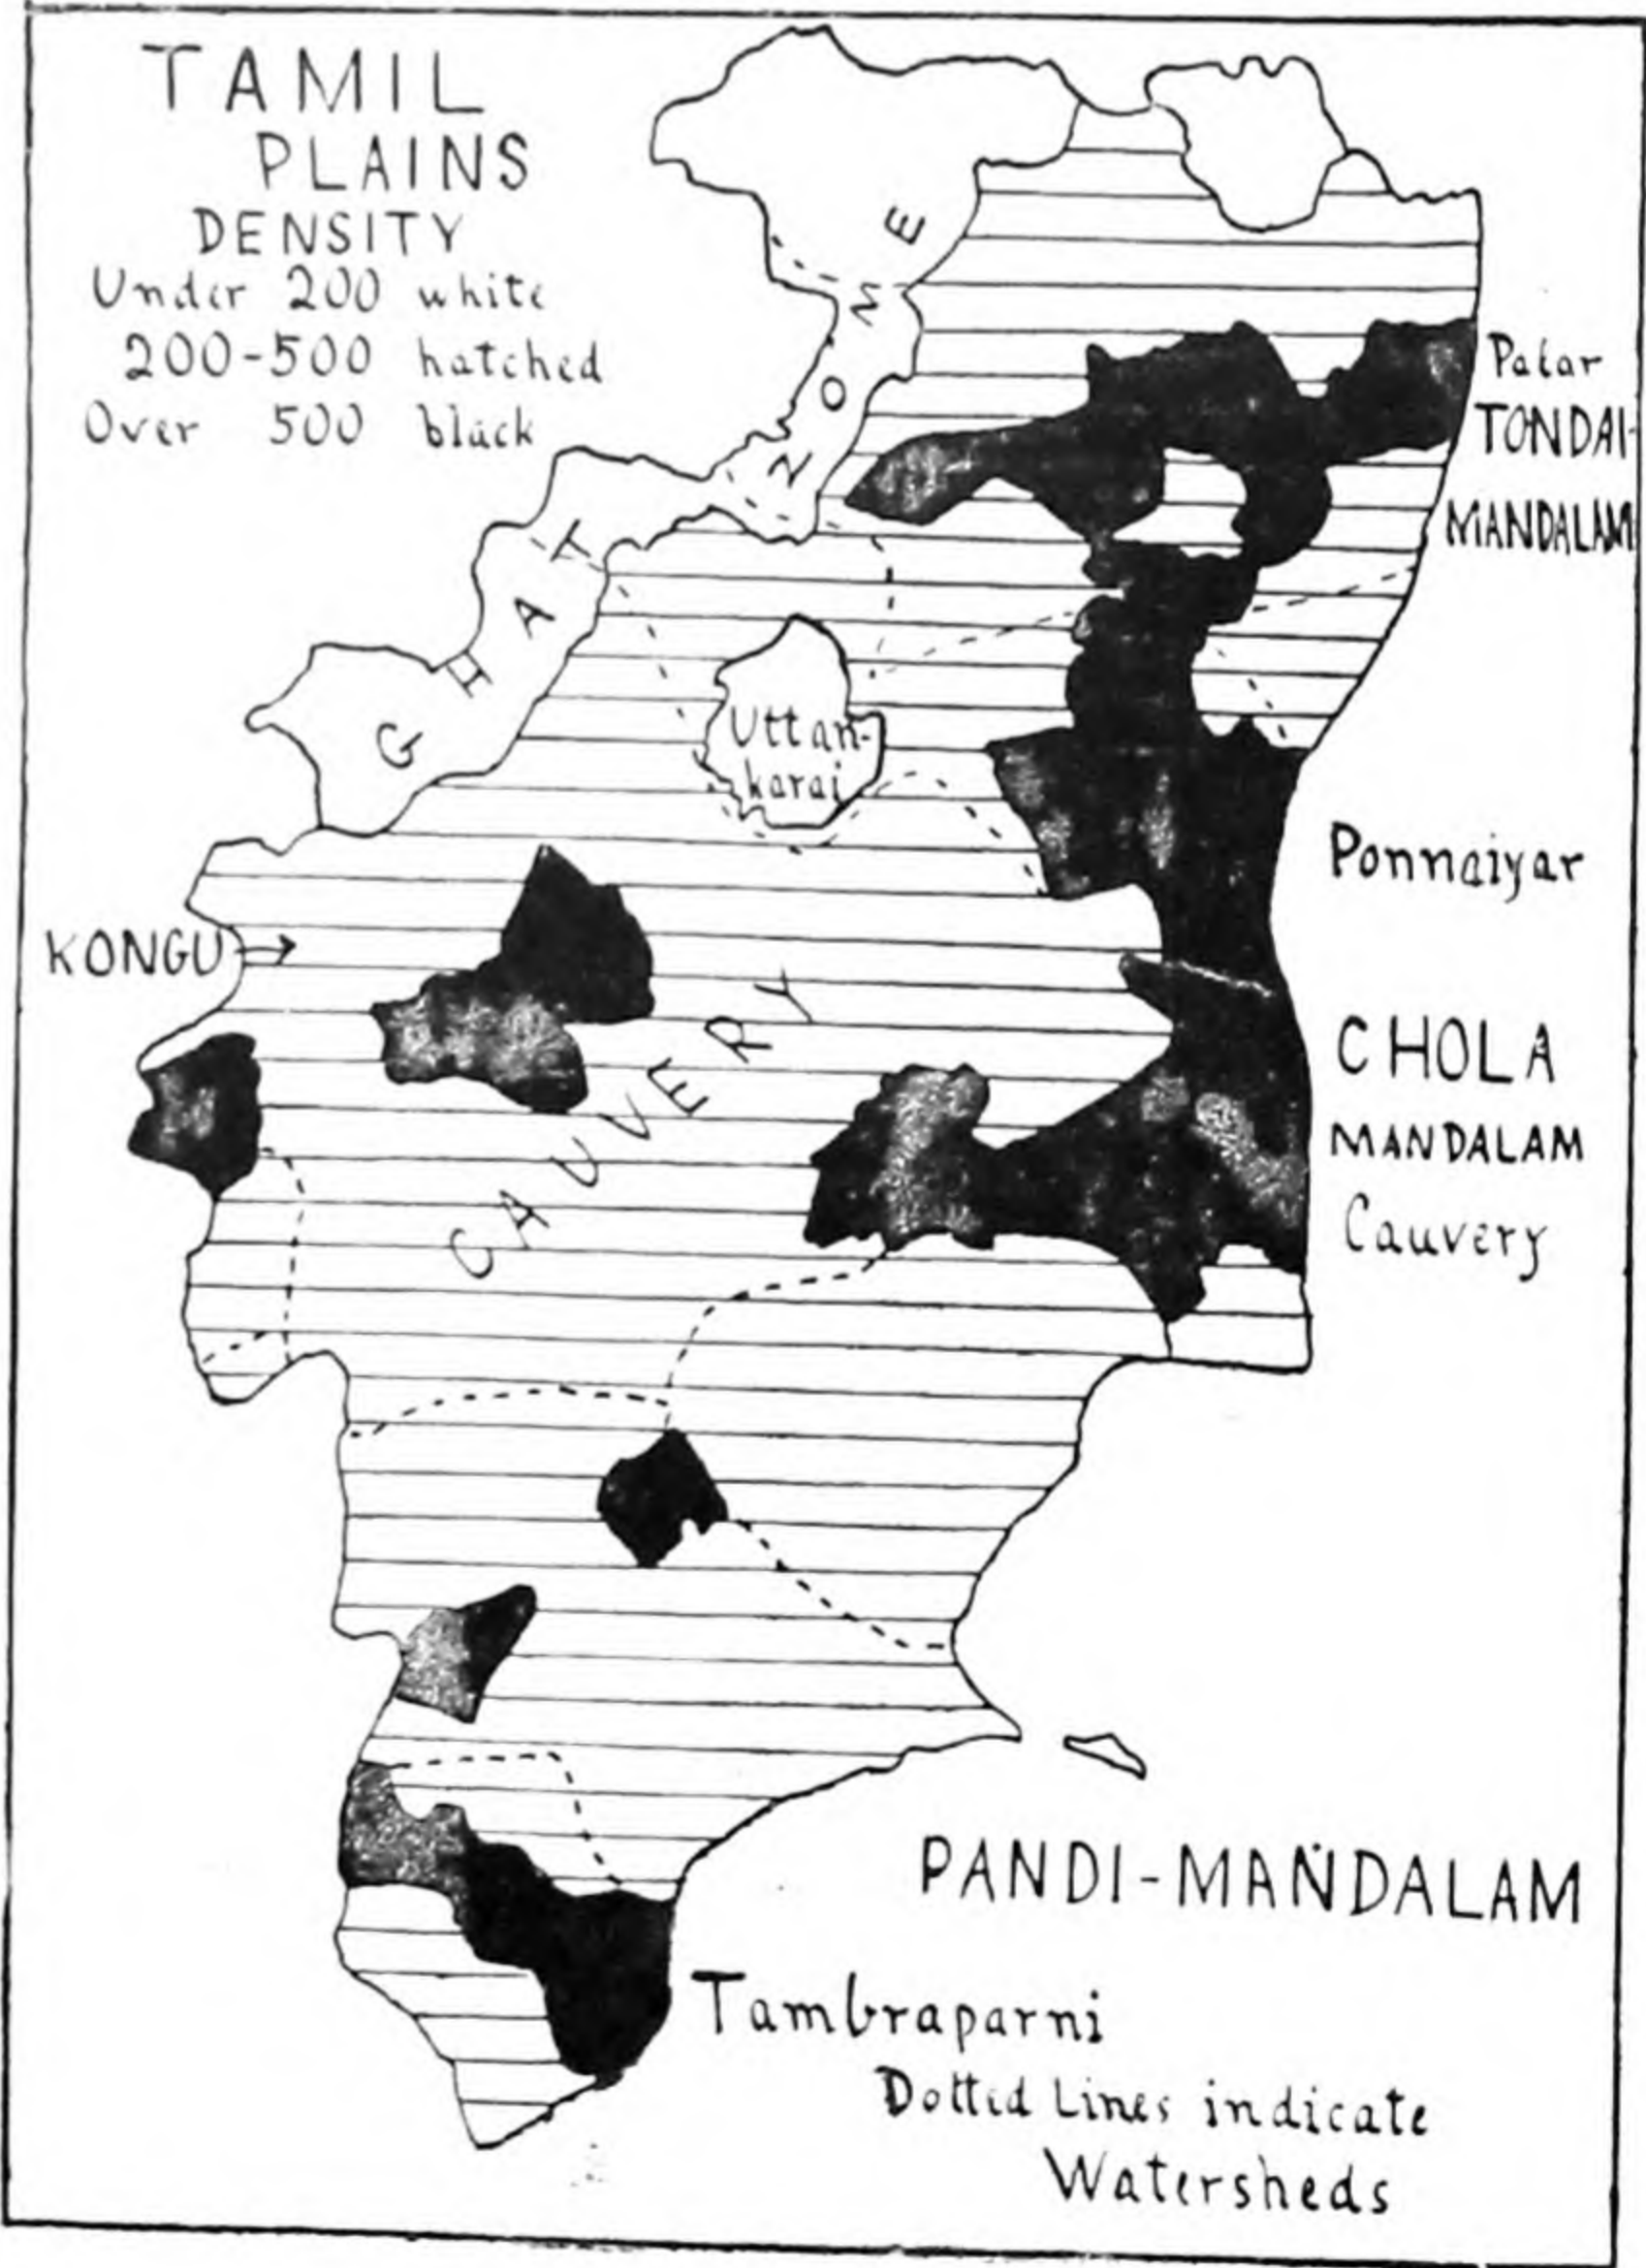 TAMIL
PLAINS
DENSITY
Under 200 white
200-500 hatched
Over 500 black
GHAT ZONE
Palar
TONDAI-
MANDALAM
Uttan-
karai
Ponnaiyar
KONGU
CHOLA
MANDALAM
Cauvery
CAUVERY
PANDI-MANDALAM
Tambraparni
Dotted Lines indicate
Watersheds